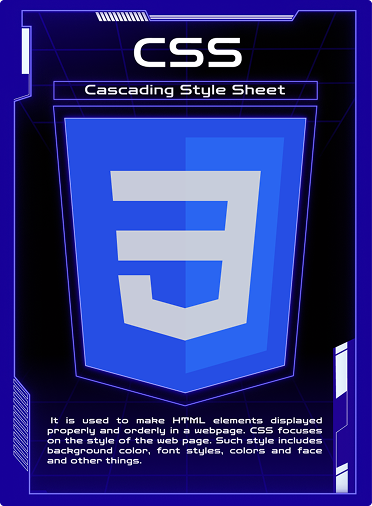 CSS
Cascading Style Sheet
It is used to make HTML elements displayed
properly and orderly in a webpage. CSS focuses
on the style of the web page. Such style includes
background color, font styles, colors and face
and other things.